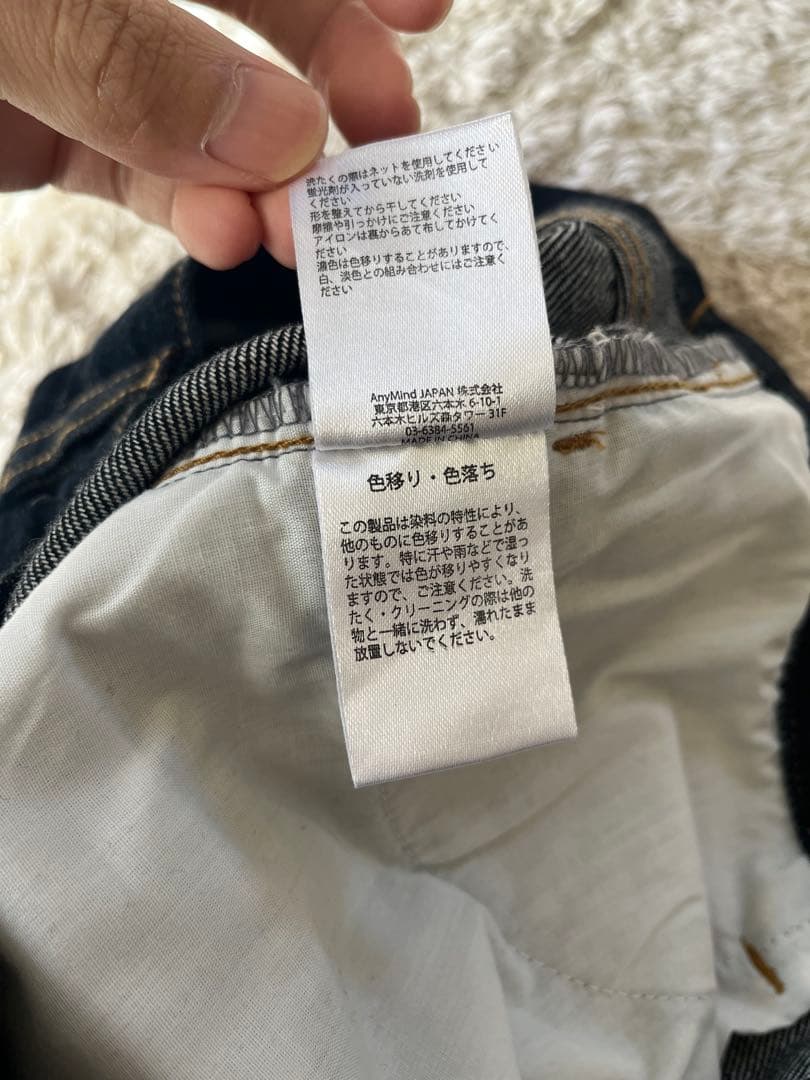 洗たくの際はネットを使用してください
蛍光剤が入っていない洗剤を使用して
ください
形を整えてから干してください
摩擦や引っかけにご注意ください
アイロンは裏からあて布してかけてく
ださい
濃色は色移りすることがありますので、
白、淡色との組み合わせにはご注意く
ださい
AnyMind JAPAN 株式会社
東京都港区六本木 6-10-1
六本木ヒルズ森タワー 31F
03-6384-5561
MADE IN CHINA
色移り・色落ち
この製品は染料の特性により、
他のものに色移りすることがあ
ります。特に汗や雨などで湿っ
た状態では色が移りやすくなり
ますので、ご注意ください。洗
たく・クリーニングの際は他の
物と一緒に洗わず、濡れたまま
放置しないでください。